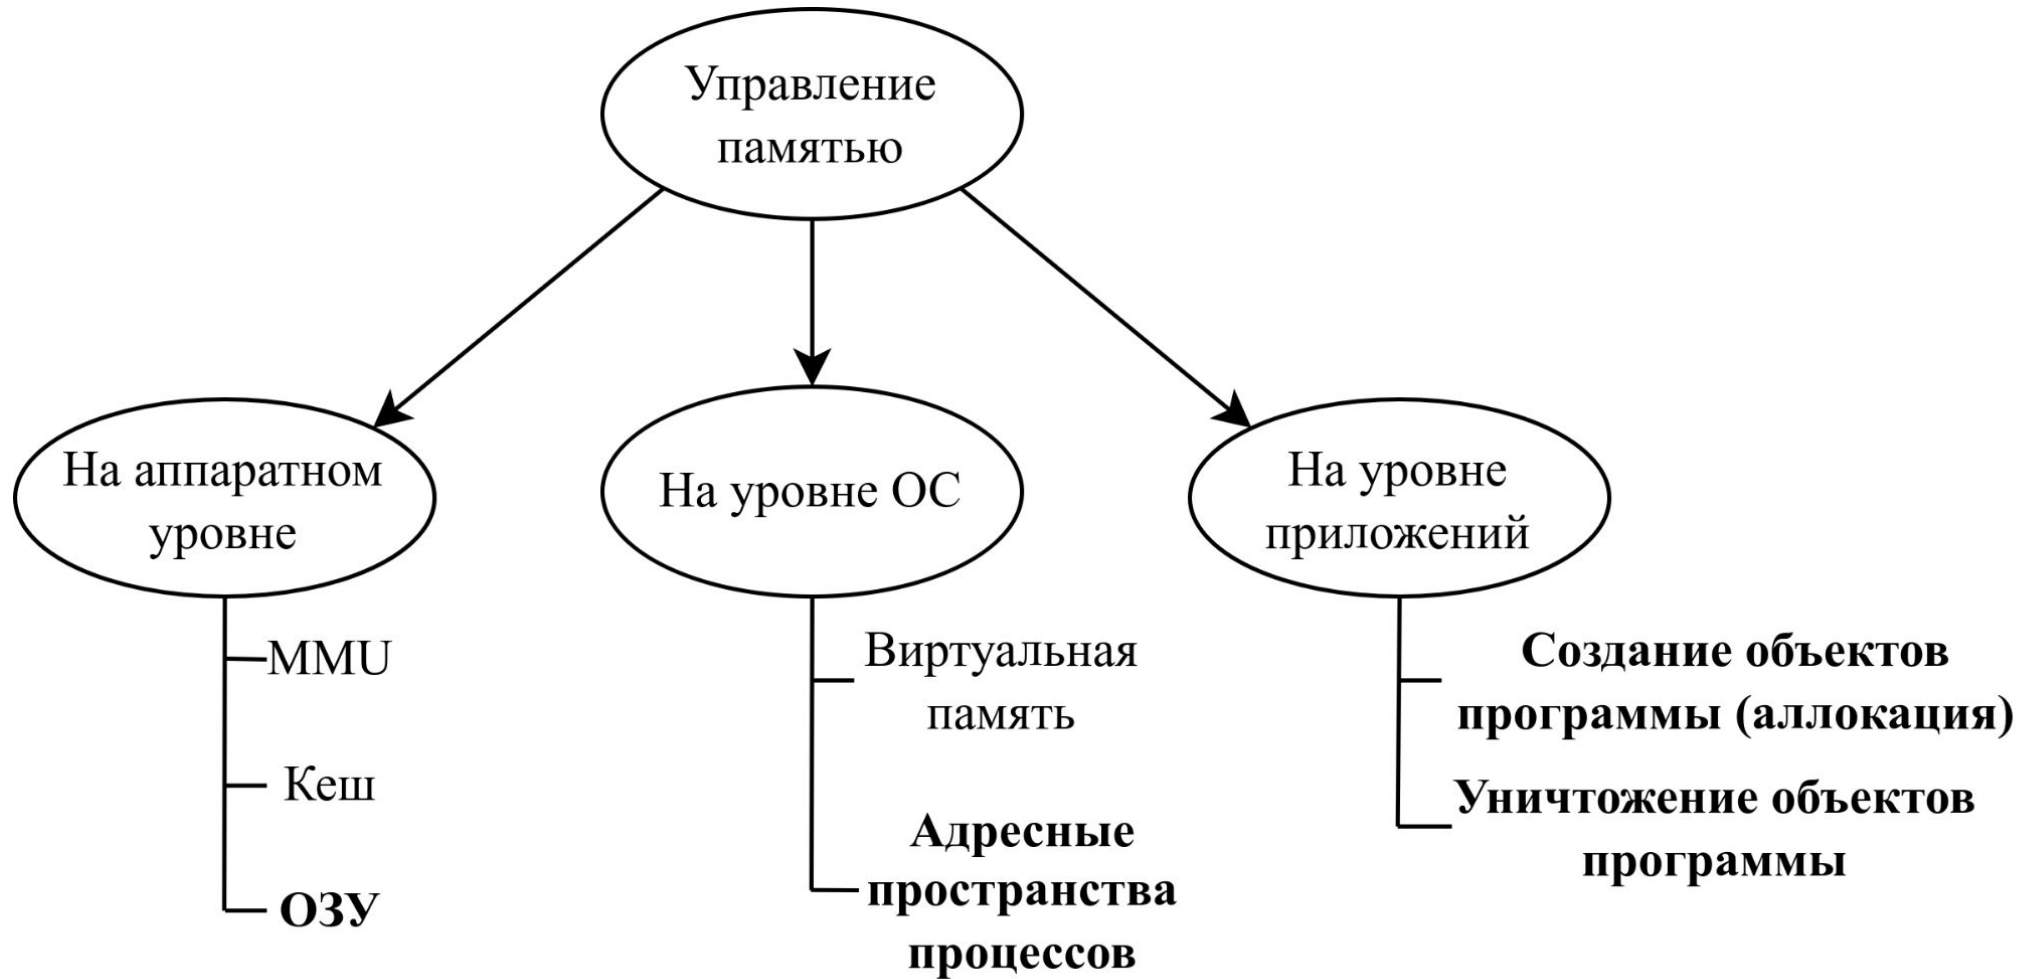 Управление
памятью
На аппаратном
уровне
MMU
Кеш
ОЗУ
На уровне ОС
Виртуальная
память
Адресные
пространства
процессов
На уровне
приложений
Создание объектов
программы (аллокация)
Уничтожение объектов
программы